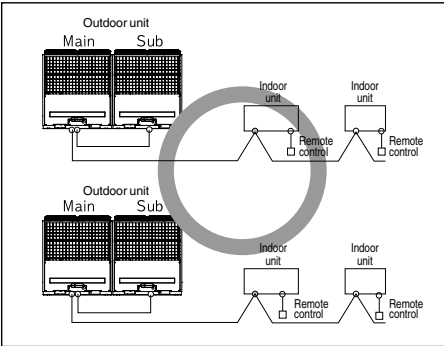 Outdoor unit
Main Sub
Indoor
unit
Indoor
unit
Remote
control
Remote
control
Outdoor unit
Main Sub
Indoor
unit
Indoor
unit
Remote
control
Remote
control